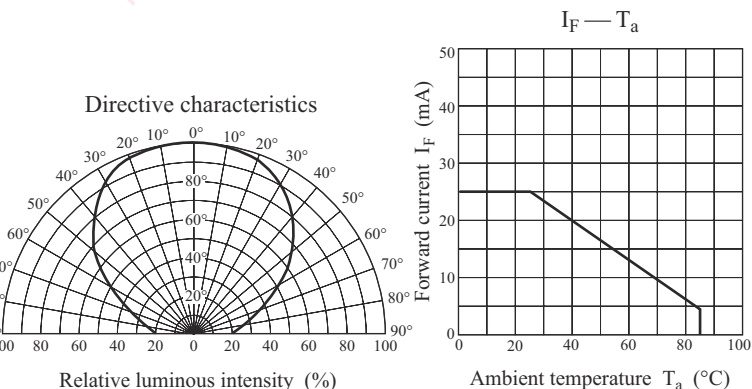 Directive characteristics
0°
10° 10°
20° 20°
30° 30°
40° 40°
50° 50°
60° 60°
70°
80°
90°
80°
60°
40°
20°
80 60 40 20 0 20 40 60 80 100
Relative luminous intensity (%)
I_F — T_a
Forward current I_F (mA)
50
40
30
20
10
0
0 20 40 60 80 100
Ambient temperature T_a (°C)